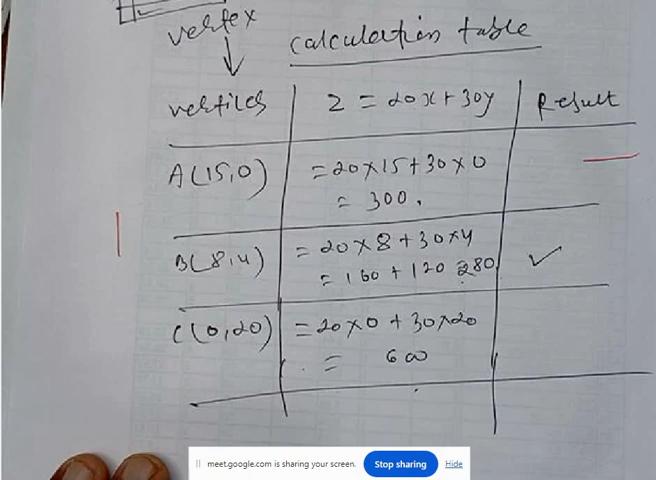 vertex
calculation table
vertices | Z = 20x + 30y | Result
A(15,0) | = 20×15 + 30×0
= 300.
B(8,4) | = 20×8 + 30×4 | ✓
= 160 + 120 = 280
C(0,20) | = 20×0 + 30×20
= 600
meet.google.com is sharing your screen. Stop sharing Hide